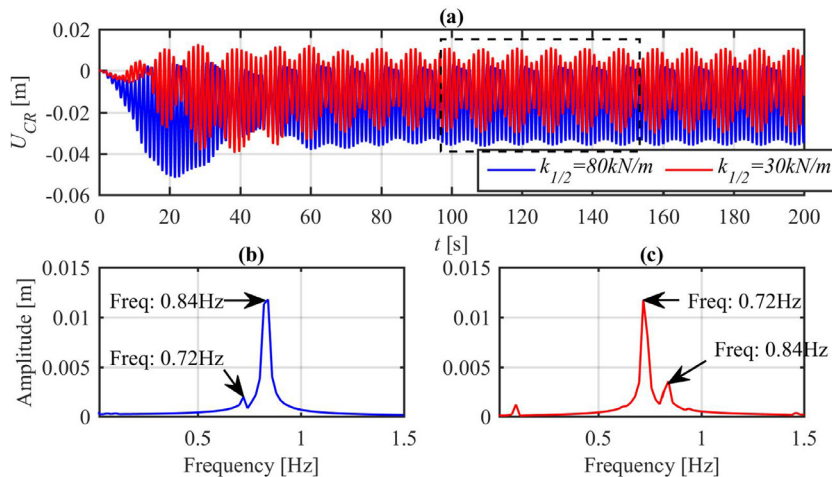 (a)
0.02
0
-0.02
-0.04
-0.06
U_CR [m]
k_1/2=80kN/m k_1/2=30kN/m
0 20 40 60 80 100 120 140 160 180 200
t [s]
(b) (c)
0.015 0.015
0.01 0.01
0.005 0.005
0 0
Amplitude [m]
Freq: 0.84Hz
Freq: 0.72Hz
Freq: 0.72Hz
Freq: 0.84Hz
0.5 1 1.5 0.5 1 1.5
Frequency [Hz] Frequency [Hz]